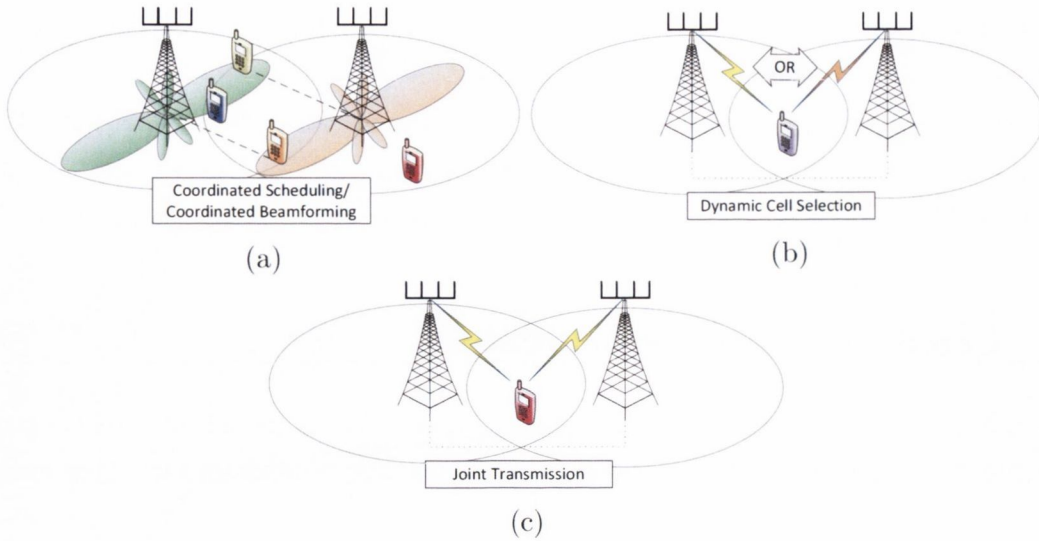 Coordinated Scheduling/
Coordinated Beamforming
(a)
OR
Dynamic Cell Selection
(b)
Joint Transmission
(c)